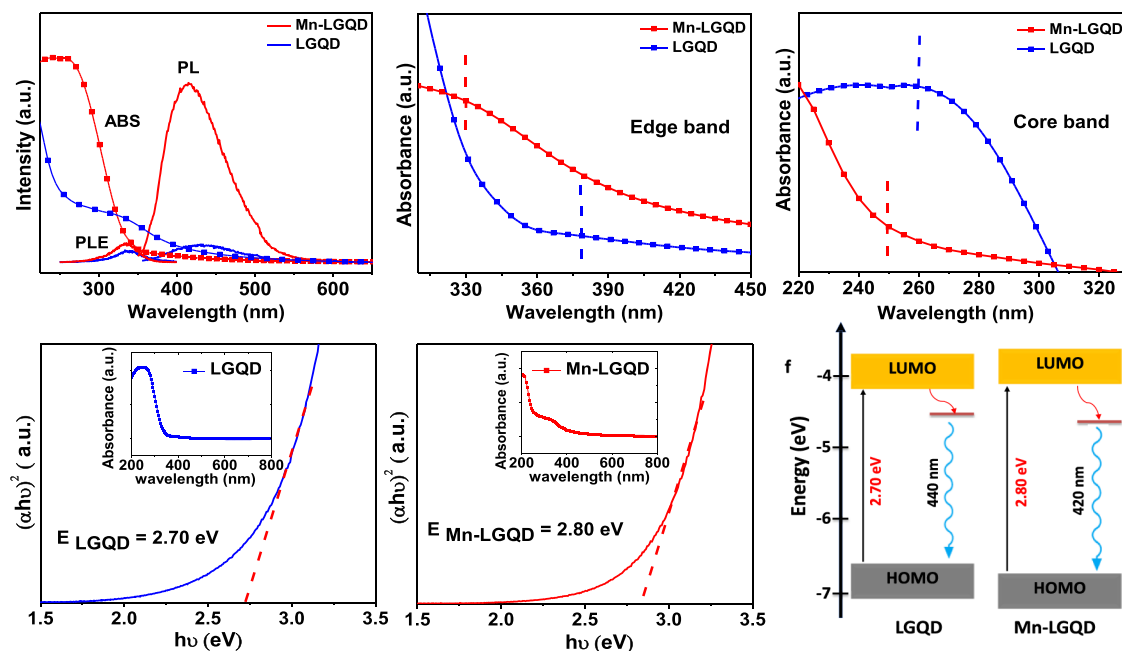 Mn-LGQD
LGQD
PL
ABS
PLE
Intensity (a.u.)
300 400 500 600
Wavelength (nm)
Mn-LGQD
LGQD
Edge band
Absorbance (a.u.)
330 360 390 420 450
Wavelength (nm)
Mn-LGQD
LGQD
Core band
Absorbance (a.u.)
220 240 260 280 300 320
Wavelength (nm)
LGQD
Absorbance (a.u.)
200 400 600 800
wavelength (nm)
(αhυ)² ( a.u.)
E LGQD = 2.70 eV
1.5 2.0 2.5 3.0 3.5
hυ (eV)
Mn-LGQD
Absorbance (a.u.)
200 400 600 800
wavelength (nm)
(αhυ)² ( a.u.)
E Mn-LGQD = 2.80 eV
1.5 2.0 2.5 3.0 3.5
hυ (eV)
f
Energy (eV)
-4
-5
-6
-7
LUMO
2.70 eV
440 nm
HOMO
LGQD
LUMO
2.80 eV
420 nm
HOMO
Mn-LGQD